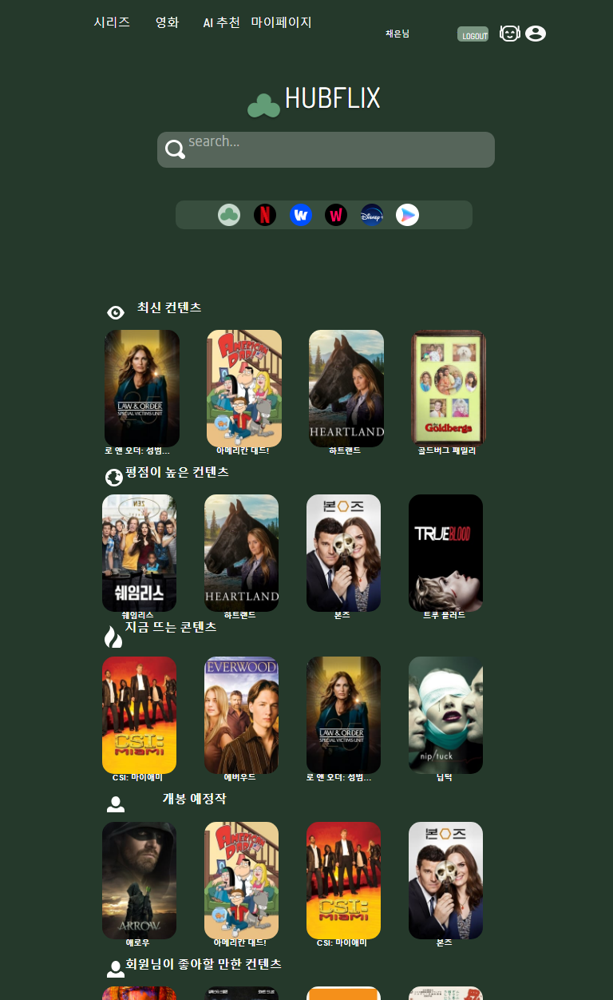 시리즈 영화 AI 추천 마이페이지
채은님 LOGOUT
HUBFLIX
search...
N W W Disney+
최신 컨텐츠
LAW & ORDER
SPECIAL VICTIMS UNIT
AMERICAN DAD!
HEARTLAND
The Goldbergs
로 앤 오더: 성범... 아메리칸 대드! 하트랜드 골드버그 패밀리
평점이 높은 컨텐츠
ZEN
쉐임리스
HEARTLAND
본즈
TRUE BLOOD
쉐임리스 하트랜드 본즈 트루 블러드
지금 뜨는 콘텐츠
CSI:
MIAMI
EVERWOOD
LAW & ORDER
SPECIAL VICTIMS UNIT
nip/tuck
CSI: 마이애미 에버우드 로 앤 오더: 성범... 닙턱
개봉 예정작
ARROW
AMERICAN DAD!
CSI:
MIAMI
본즈
애로우 아메리칸 대드! CSI: 마이애미 본즈
회원님이 좋아할 만한 컨텐츠